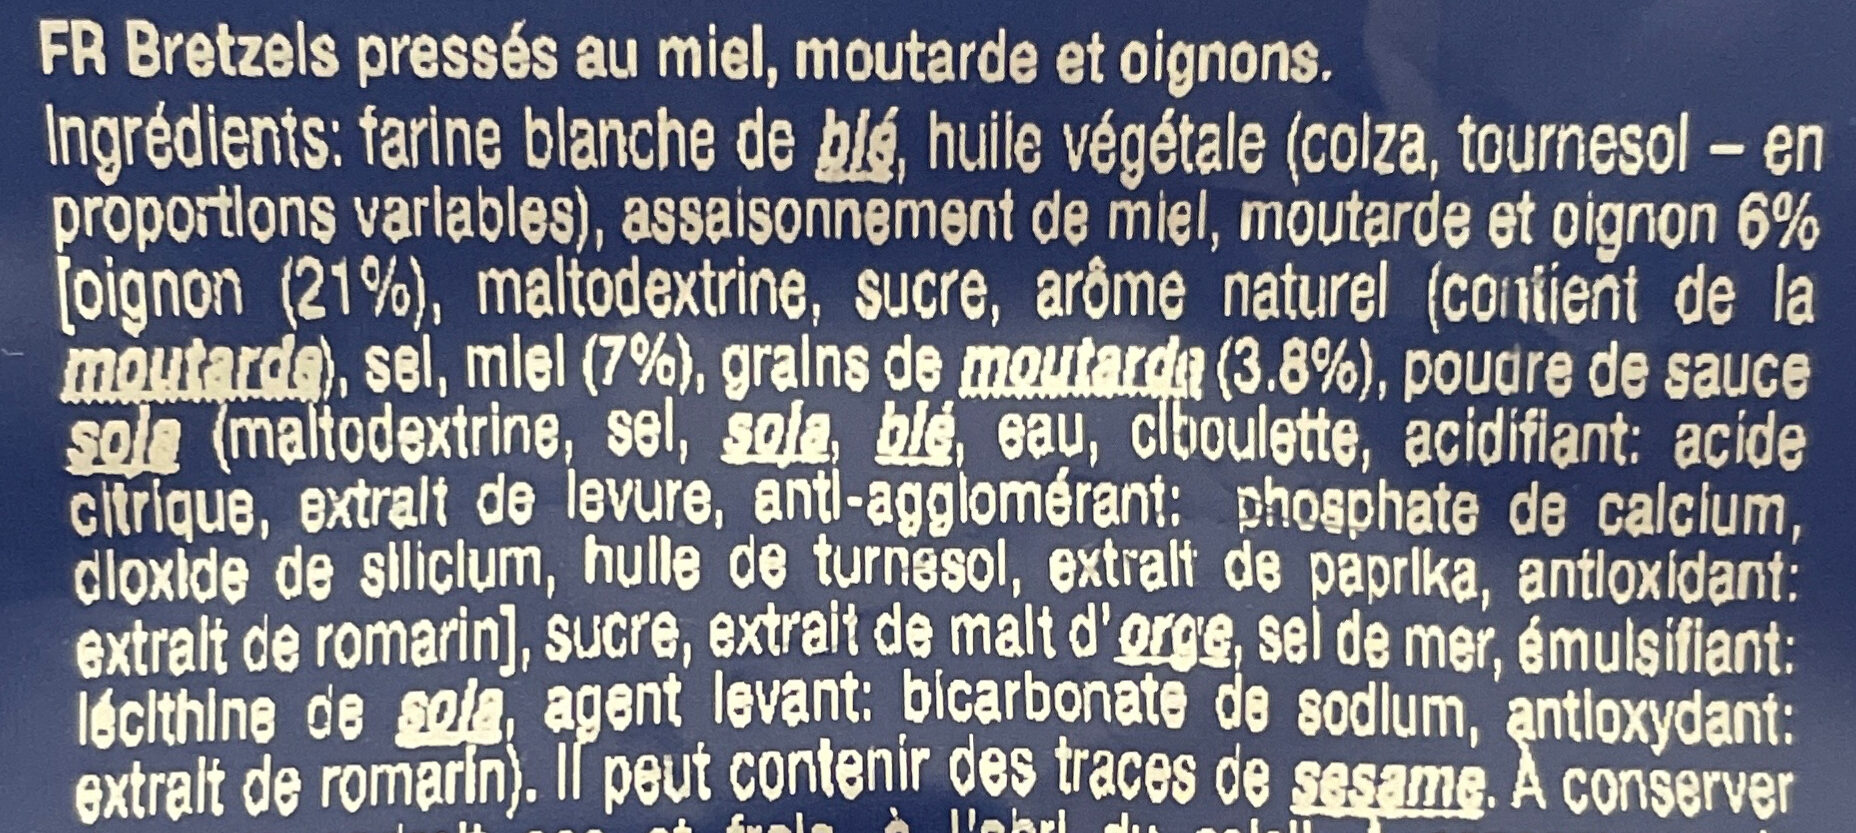 FR Bretzels pressés au miel, moutarde et oignons.
Ingrédients: farine blanche de blé, huile végétale (colza, tournesol – en
proportions variables), assaisonnement de miel, moutarde et oignon 6%
[oignon (21%), maltodextrine, sucre, arôme naturel (contient de la
moutarde), sel, miel (7%), grains de moutarde (3.8%), poudre de sauce
soja (maltodextrine, sel, soja, blé, eau, ciboulette, acidifiant: acide
citrique, extrait de levure, anti-agglomérant: phosphate de calcium,
dioxide de silicium, huile de turnesol, extrait de paprika, antioxidant:
extrait de romarin], sucre, extrait de malt d'orge, sel de mer, émulsifiant:
lécithine de soja, agent levant: bicarbonate de sodium, antioxydant:
extrait de romarin). Il peut contenir des traces de sesame. À conserver
et frais, à l'abri du soleil.